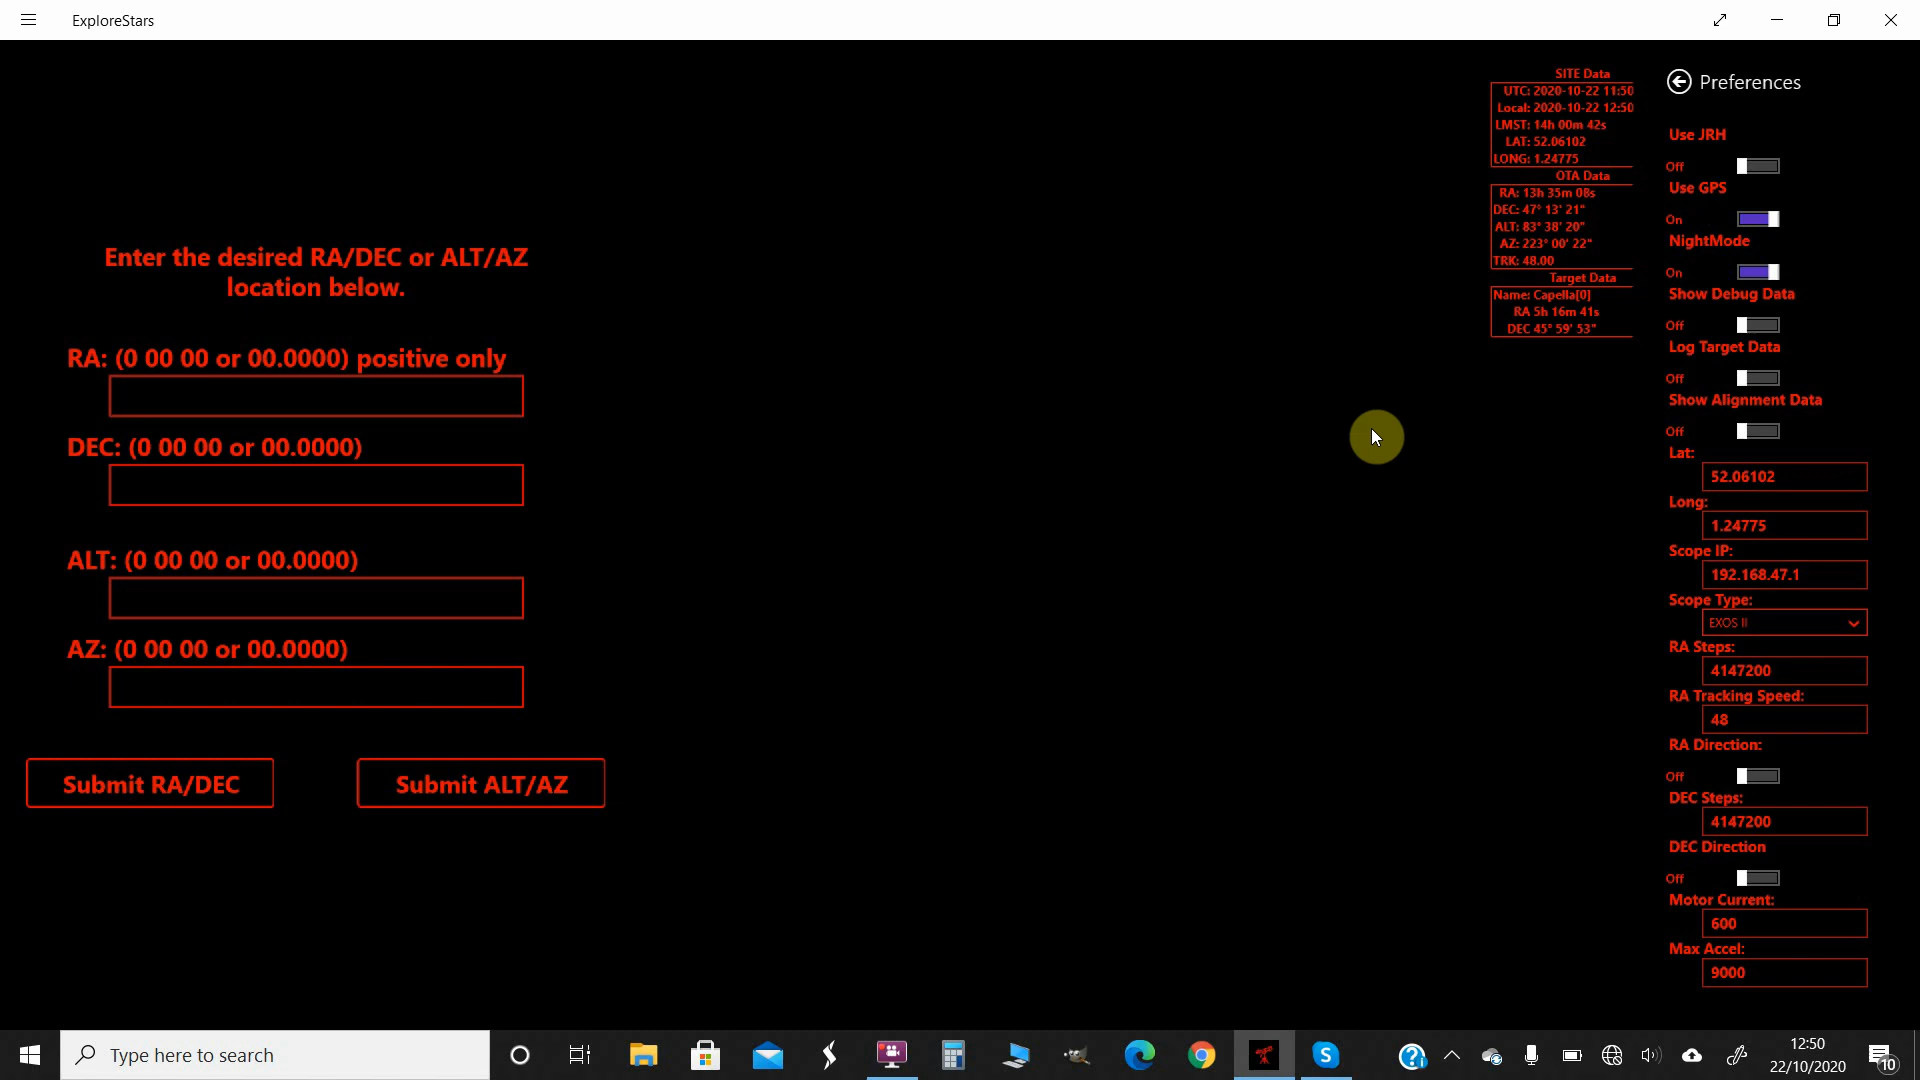 ExploreStars
Enter the desired RA/DEC or ALT/AZ
location below.
RA: (0 00 00 or 00.0000) positive only
DEC: (0 00 00 or 00.0000)
ALT: (0 00 00 or 00.0000)
AZ: (0 00 00 or 00.0000)
Submit RA/DEC
Submit ALT/AZ
SITE Data
UTC: 2020-10-22 11:50
Local: 2020-10-22 12:50
LMST: 14h 00m 42s
LAT: 52.06102
LONG: 1.24775
OTA Data
RA: 13h 35m 08s
DEC: 47° 13' 21"
ALT: 83° 38' 20"
AZ: 223° 00' 22"
TRK: 48.00
Target Data
Name: Capella[0]
RA 5h 16m 41s
DEC 45° 59' 53"
Preferences
Use JRH
Off
Use GPS
On
NightMode
On
Show Debug Data
Off
Log Target Data
Off
Show Alignment Data
Off
Lat:
52.06102
Long:
1.24775
Scope IP:
192.168.47.1
Scope Type:
EXOS II
RA Steps:
4147200
RA Tracking Speed:
48
RA Direction:
Off
DEC Steps:
4147200
DEC Direction
Off
Motor Current:
600
Max Accel:
9000
Type here to search
12:50
22/10/2020
10